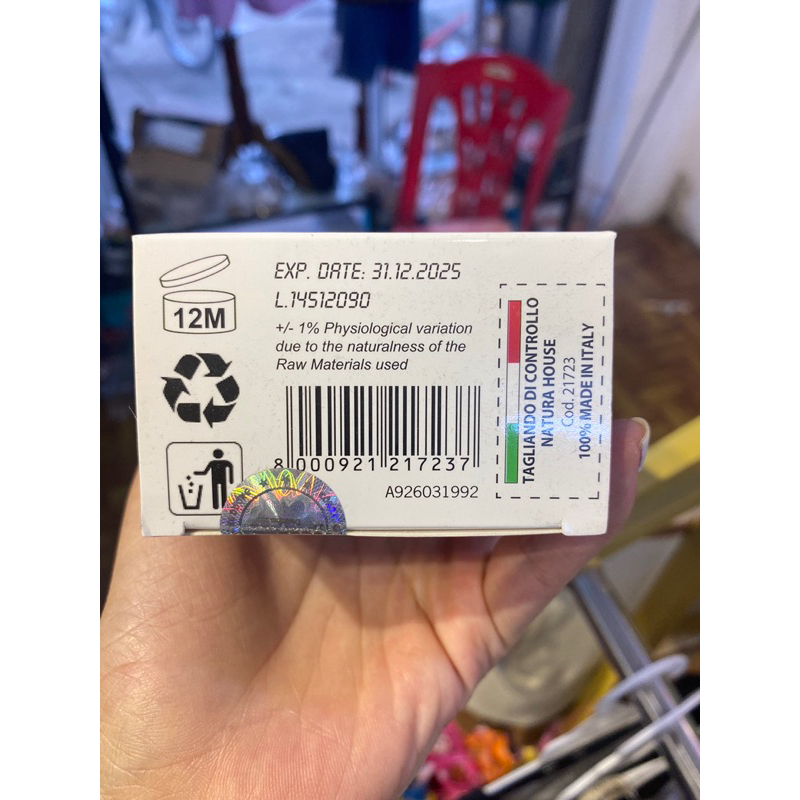 12M
EXP. DATE: 31.12.2025
L.14512090
+/- 1% Physiological variation
due to the naturalness of the
Raw Materials used
8 000921 217237
A926031992
TAGLIANDO DI CONTROLLO
NATURA HOUSE
Cod. 21723
100% MADE IN ITALY